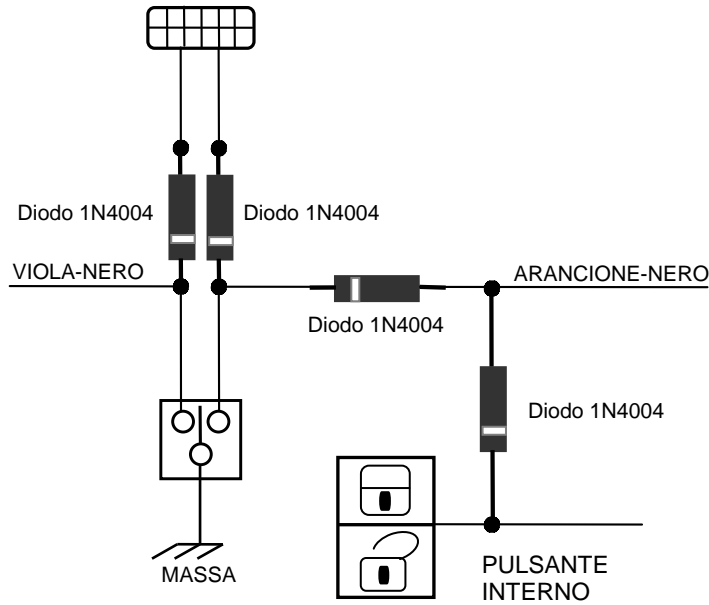 Diodo 1N4004
Diodo 1N4004
VIOLA-NERO
ARANCIONE-NERO
Diodo 1N4004
Diodo 1N4004
MASSA
PULSANTE
INTERNO